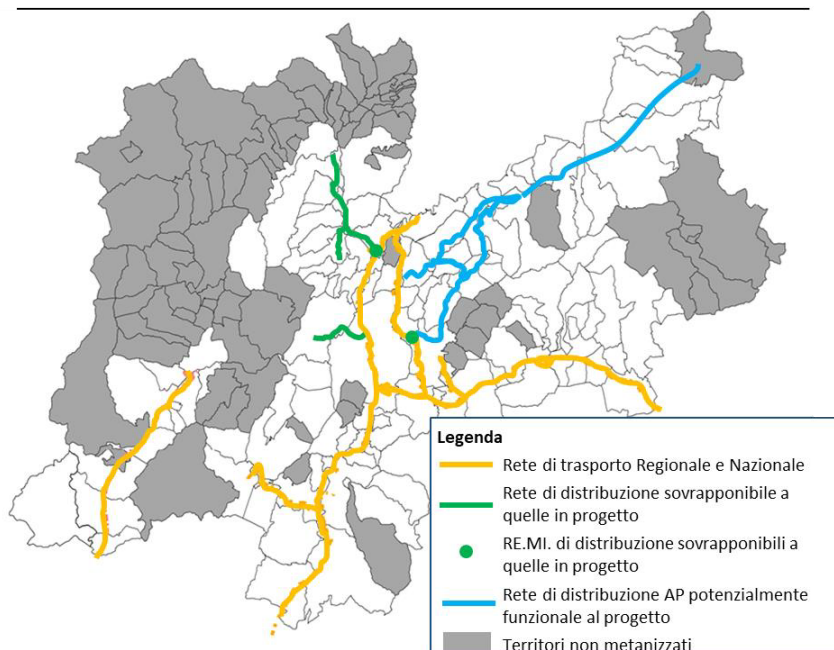 Legenda
Rete di trasporto Regionale e Nazionale
Rete di distribuzione sovrapponibile a
quelle in progetto
RE.MI. di distribuzione sovrapponibili a
quelle in progetto
Rete di distribuzione AP potenzialmente
funzionale al progetto
Territori non metanizzati